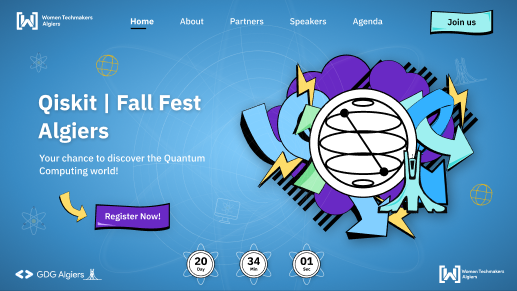 Women Techmakers
Algiers
Home
About
Partners
Speakers
Agenda
Join us
Qiskit | Fall Fest
Algiers
Your chance to discover the Quantum
Computing world!
Register Now!
20
Day
34
Min
01
Sec
GDG Algiers
Women Techmakers
Algiers